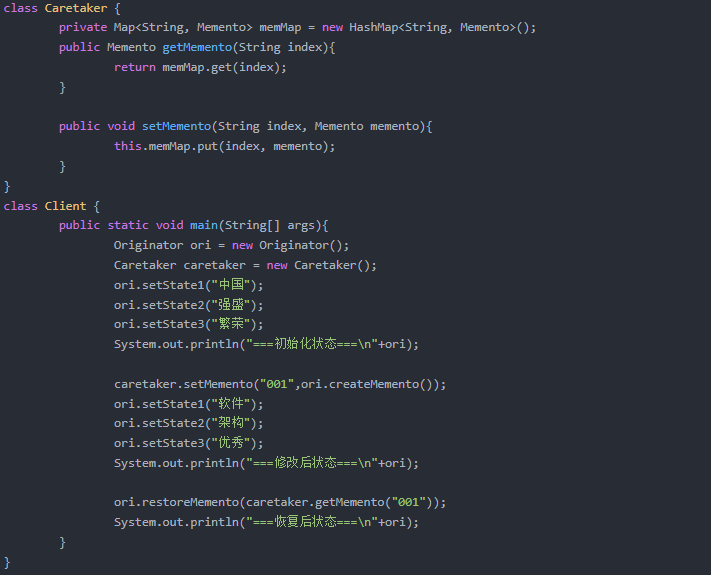 class Caretaker {
        private Map<String, Memento> memMap = new HashMap<String, Memento>();
        public Memento getMemento(String index){
                return memMap.get(index);
        }

        public void setMemento(String index, Memento memento){
                this.memMap.put(index, memento);
        }
}
class Client {
        public static void main(String[] args){
                Originator ori = new Originator();
                Caretaker caretaker = new Caretaker();
                ori.setState1("中国");
                ori.setState2("强盛");
                ori.setState3("繁荣");
                System.out.println("===初始化状态===\n"+ori);

                caretaker.setMemento("001",ori.createMemento());
                ori.setState1("软件");
                ori.setState2("架构");
                ori.setState3("优秀");
                System.out.println("===修改后状态===\n"+ori);

                ori.restoreMemento(caretaker.getMemento("001"));
                System.out.println("===恢复后状态===\n"+ori);
        }
}